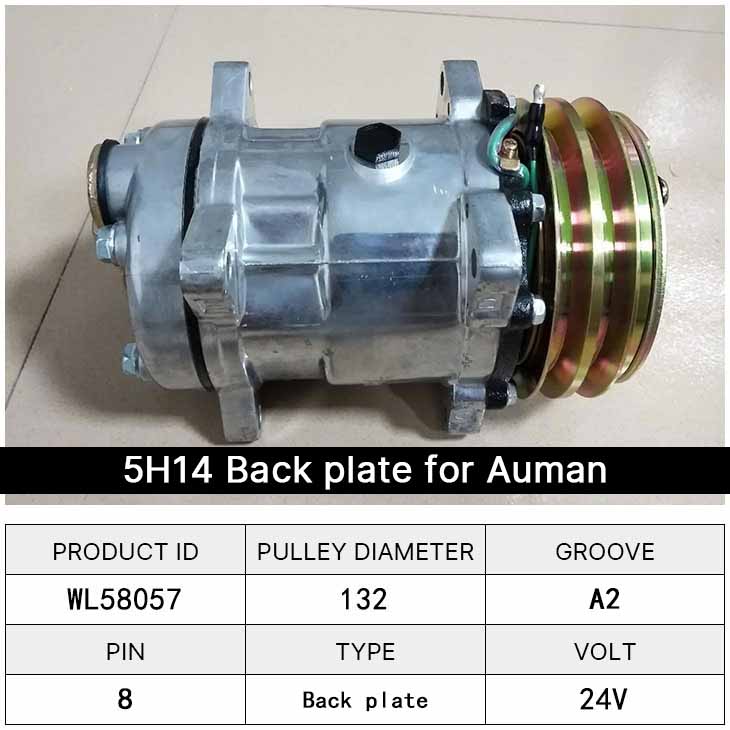 5H14 Back plate for Auman
PRODUCT ID
PULLEY DIAMETER
GROOVE
WL58057
132
A2
PIN
TYPE
VOLT
8
Back plate
24V